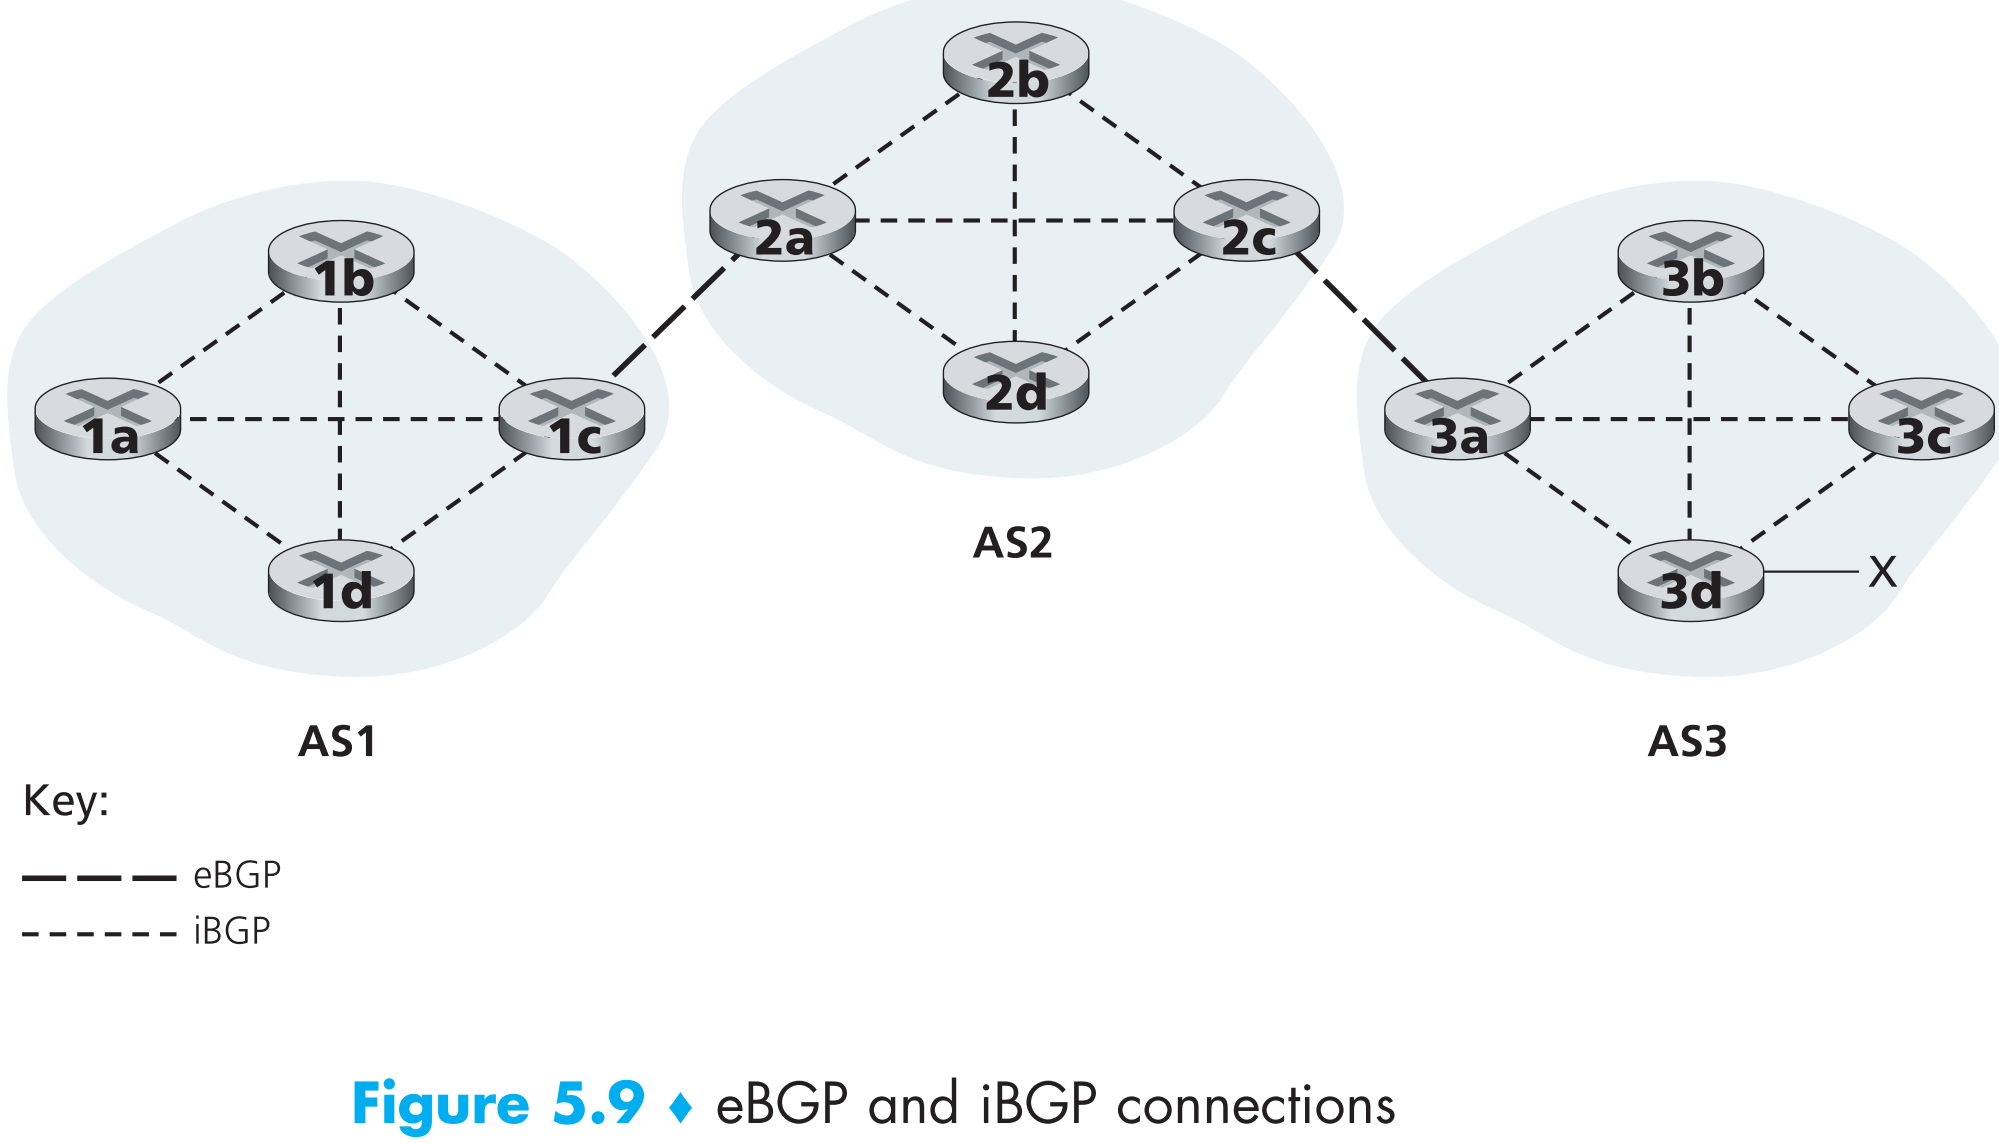 2b
2a
2c
2d
1b
3b
1a
1c
3a
3c
1d
3d
X
AS2
AS1
AS3
Key:
eBGP
iBGP
Figure 5.9 ♦ eBGP and iBGP connections